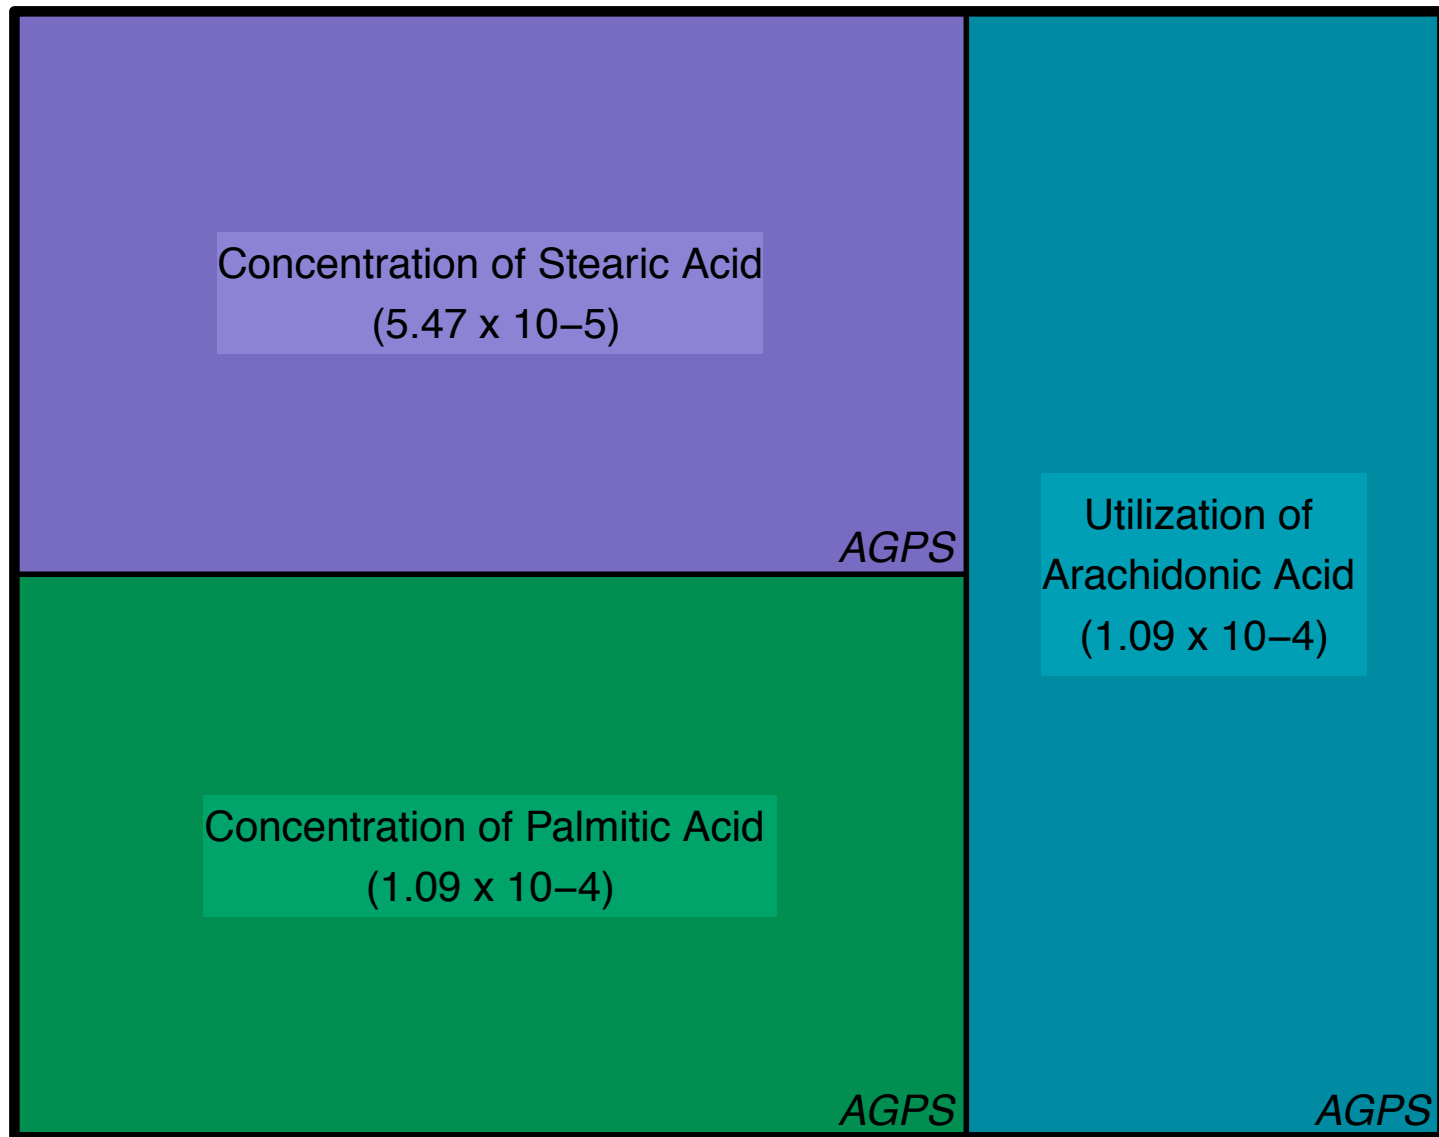 Concentration of Stearic Acid
(5.47 x 10−5)
AGPS
Concentration of Palmitic Acid
(1.09 x 10−4)
AGPS
Utilization of
Arachidonic Acid
(1.09 x 10−4)
AGPS